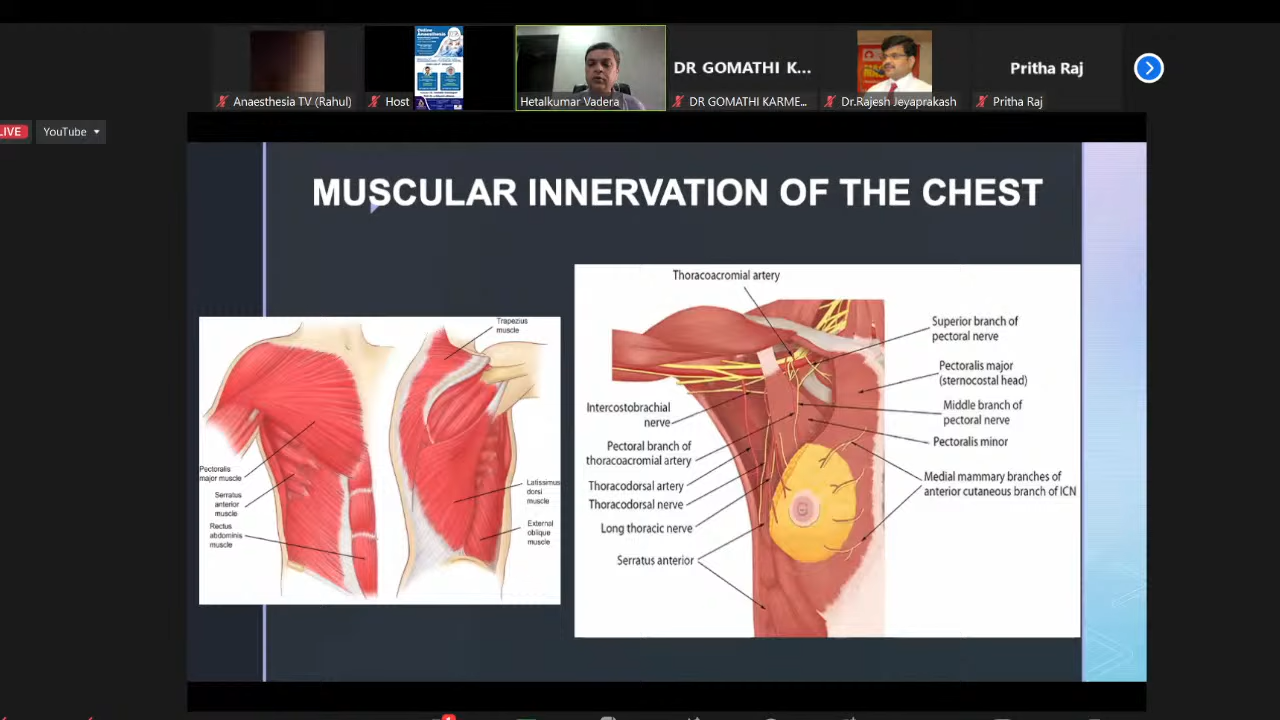 DR GOMATHI K...
Pritha Raj
Anaesthesia TV (Rahul)
Host
Hetalkumar Vadera
DR GOMATHI KARME...
Dr.Rajesh Jeyaprakash
Pritha Raj
LIVE
YouTube
MUSCULAR INNERVATION OF THE CHEST
Trapezius
muscle
Pectoralis
major muscle
Serratus
anterior
muscle
Rectus
abdominis
muscle
Latissimus
dorsi
muscle
External
oblique
muscle
Thoracoacromial artery
Superior branch of
pectoral nerve
Pectoralis major
(sternocostal head)
Middle branch of
pectoral nerve
Pectoralis minor
Medial mammary branches of
anterior cutaneous branch of ICN
Intercostobrachial
nerve
Pectoral branch of
thoracoacromial artery
Thoracodorsal artery
Thoracodorsal nerve
Long thoracic nerve
Serratus anterior